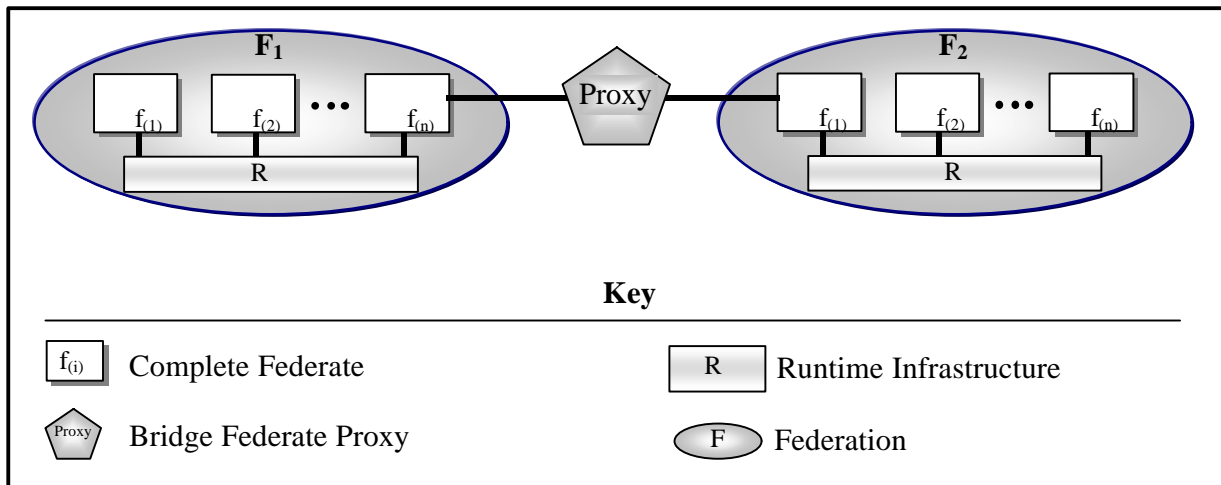 F₁
F₂
f₍₁₎ f₍₂₎ ••• f₍ₙ₎
Proxy
f₍₁₎ f₍₂₎ ••• f₍ₙ₎
R
R
Key
f₍ᵢ₎ Complete Federate
R Runtime Infrastructure
Proxy Bridge Federate Proxy
F Federation